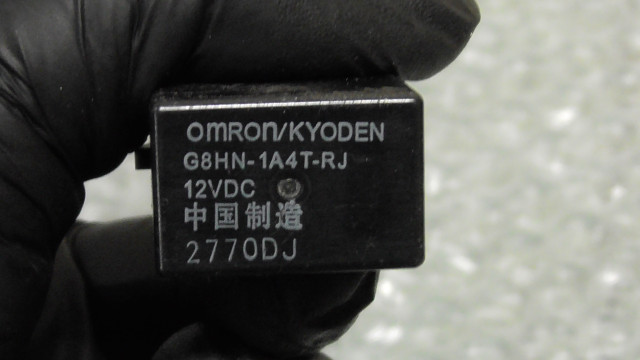 OMRON/KYODEN
G8HN-1A4T-RJ
12VDC
中国制造
2770DJ